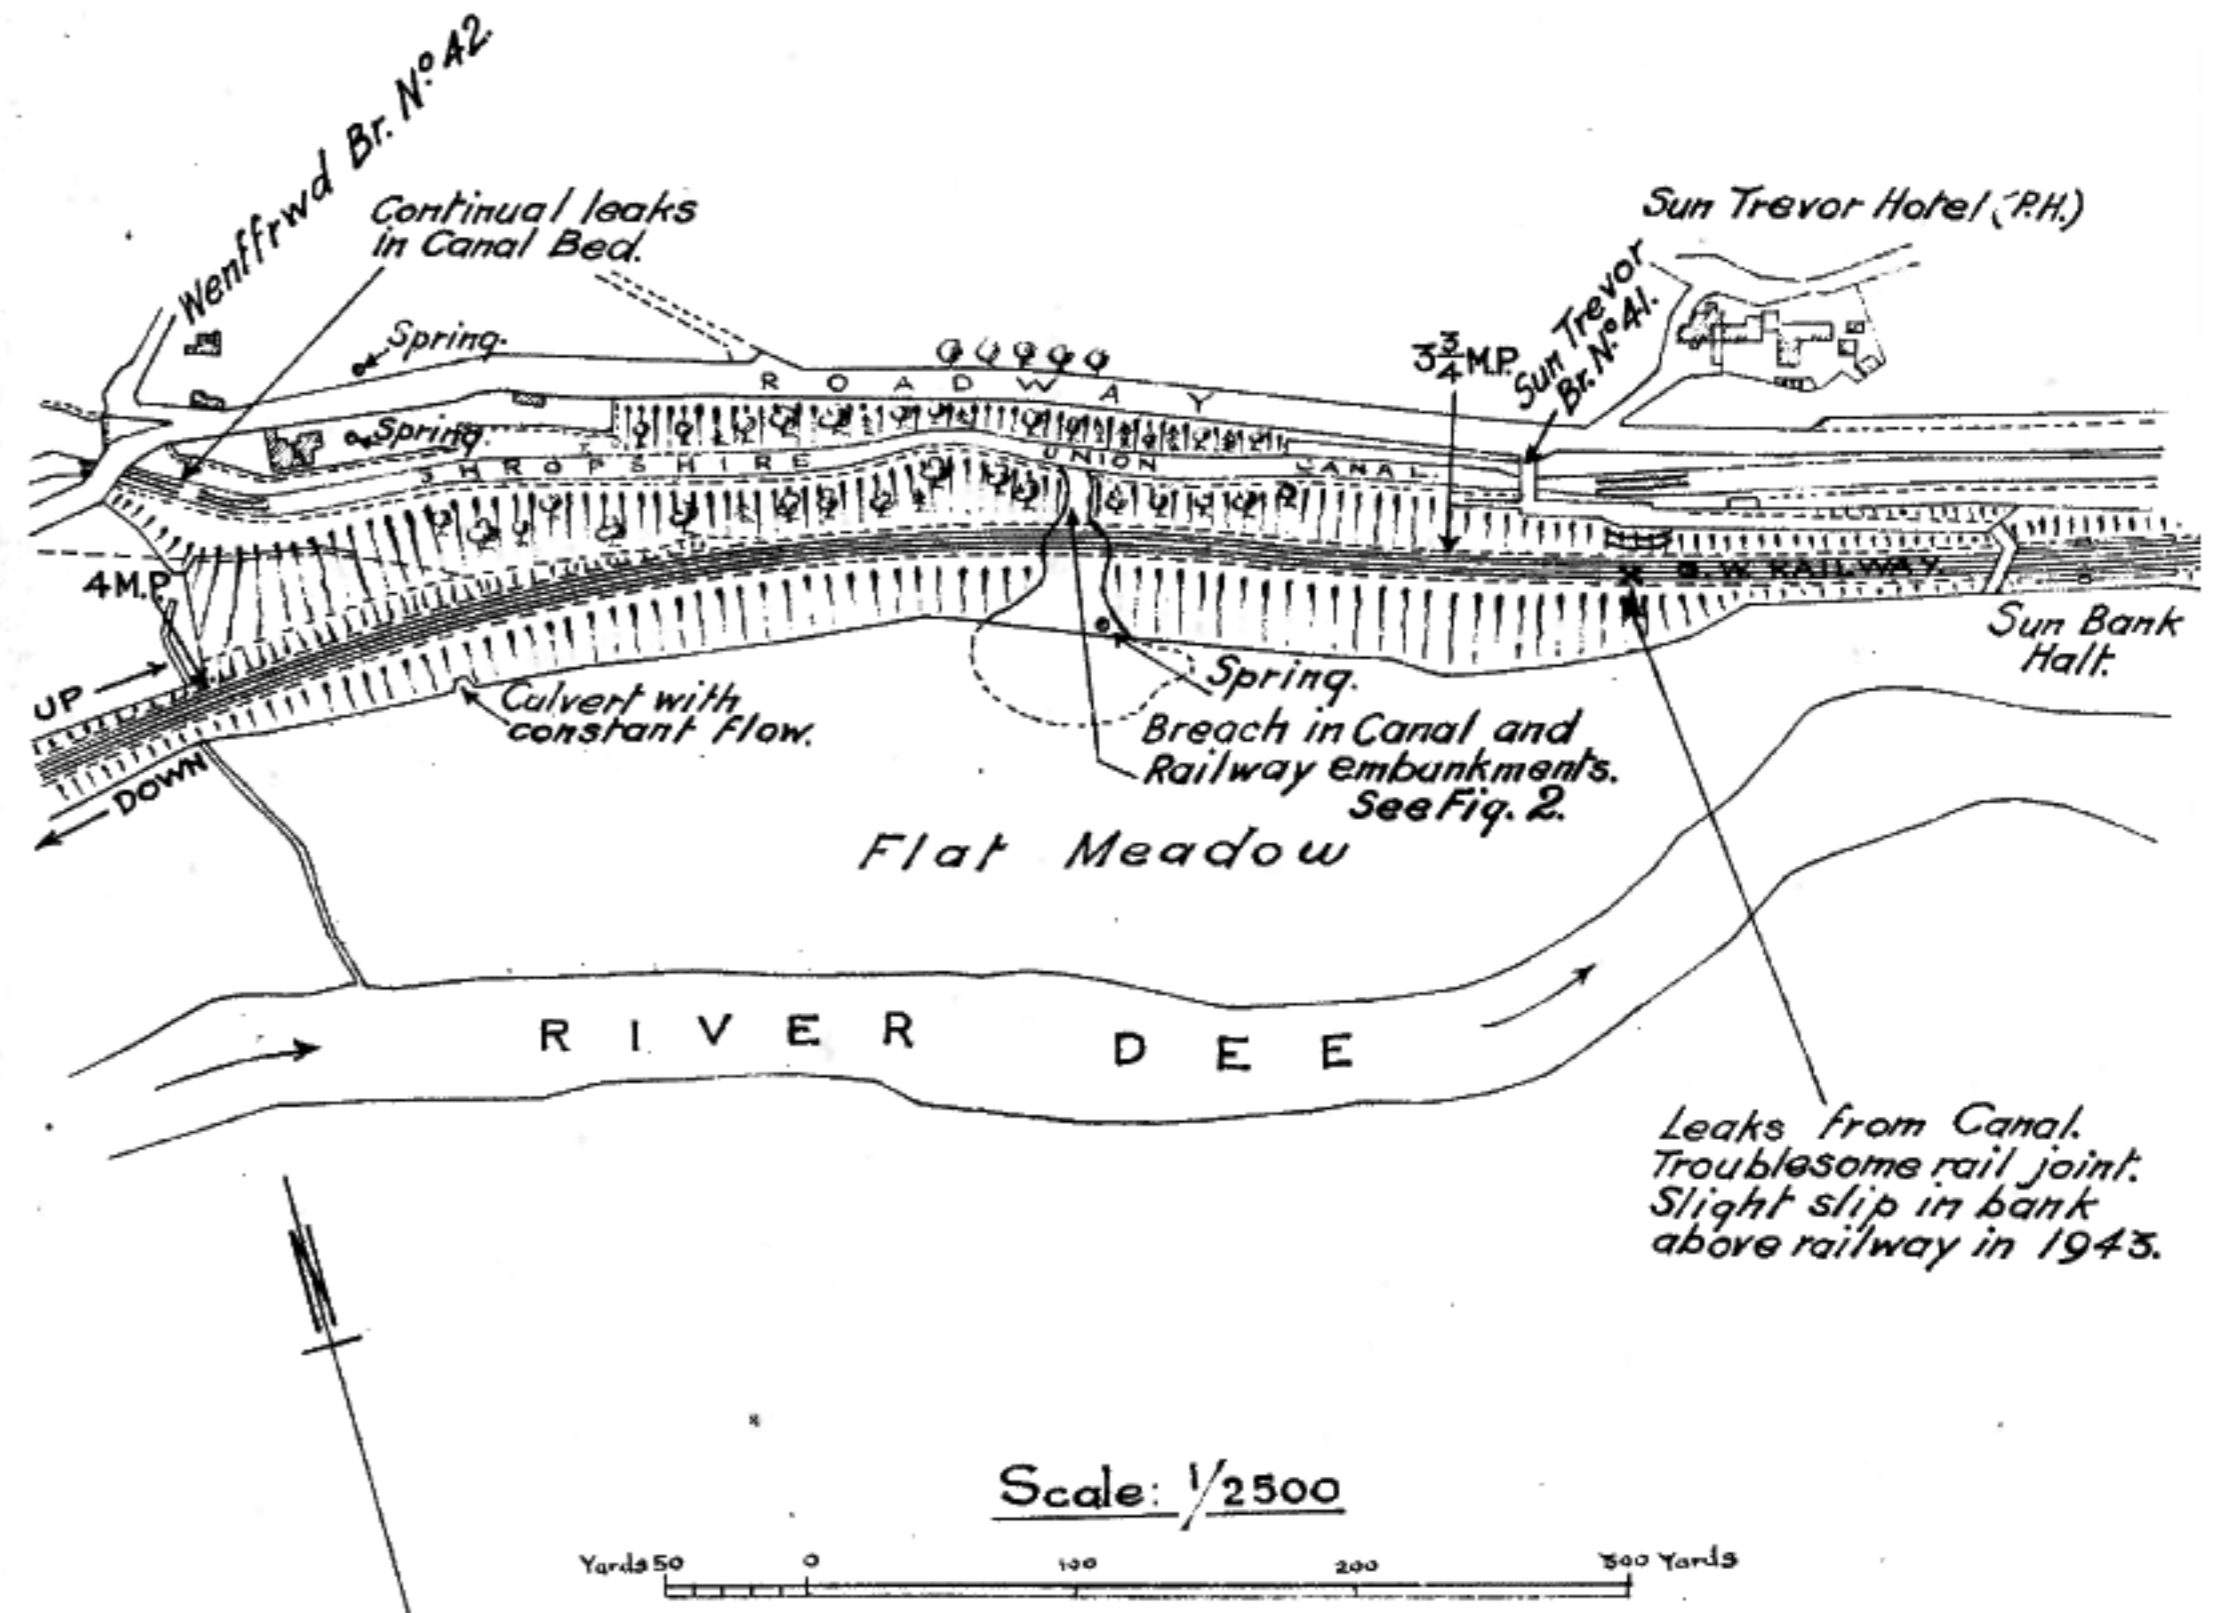 Wenffrwd Br. Nº 42.
Continual leaks
in Canal Bed.
Sun Trevor Hotel (P.H.)
Sun Trevor
Br. Nº 41.
Spring.
3¾ M.P.
ROADWAY
Spring.
SHROPSHIRE UNION CANAL.
G. W. RAILWAY.
4 M.P.
Sun Bank
Halt.
UP
DOWN
Culvert with
constant flow.
Spring.
Breach in Canal and
Railway embankments.
See Fig. 2.
Flat Meadow
RIVER DEE
Leaks from Canal.
Troublesome rail joint.
Slight slip in bank
above railway in 1943.
N
Scale: 1/2500
Yards 50 0 100 200 300 Yards